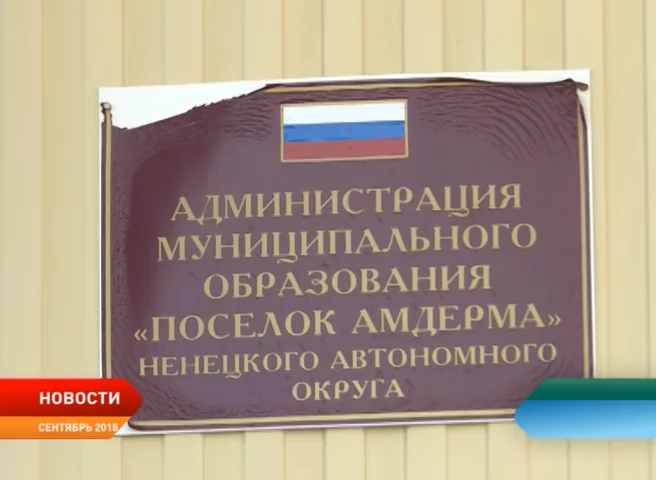 АДМИНИСТРАЦИЯ
МУНИЦИПАЛЬНОГО
ОБРАЗОВАНИЯ
«ПОСЕЛОК АМДЕРМА»
НЕНЕЦКОГО АВТОНОМНОГО
ОКРУГА
НОВОСТИ
СЕНТЯБРЬ 2018